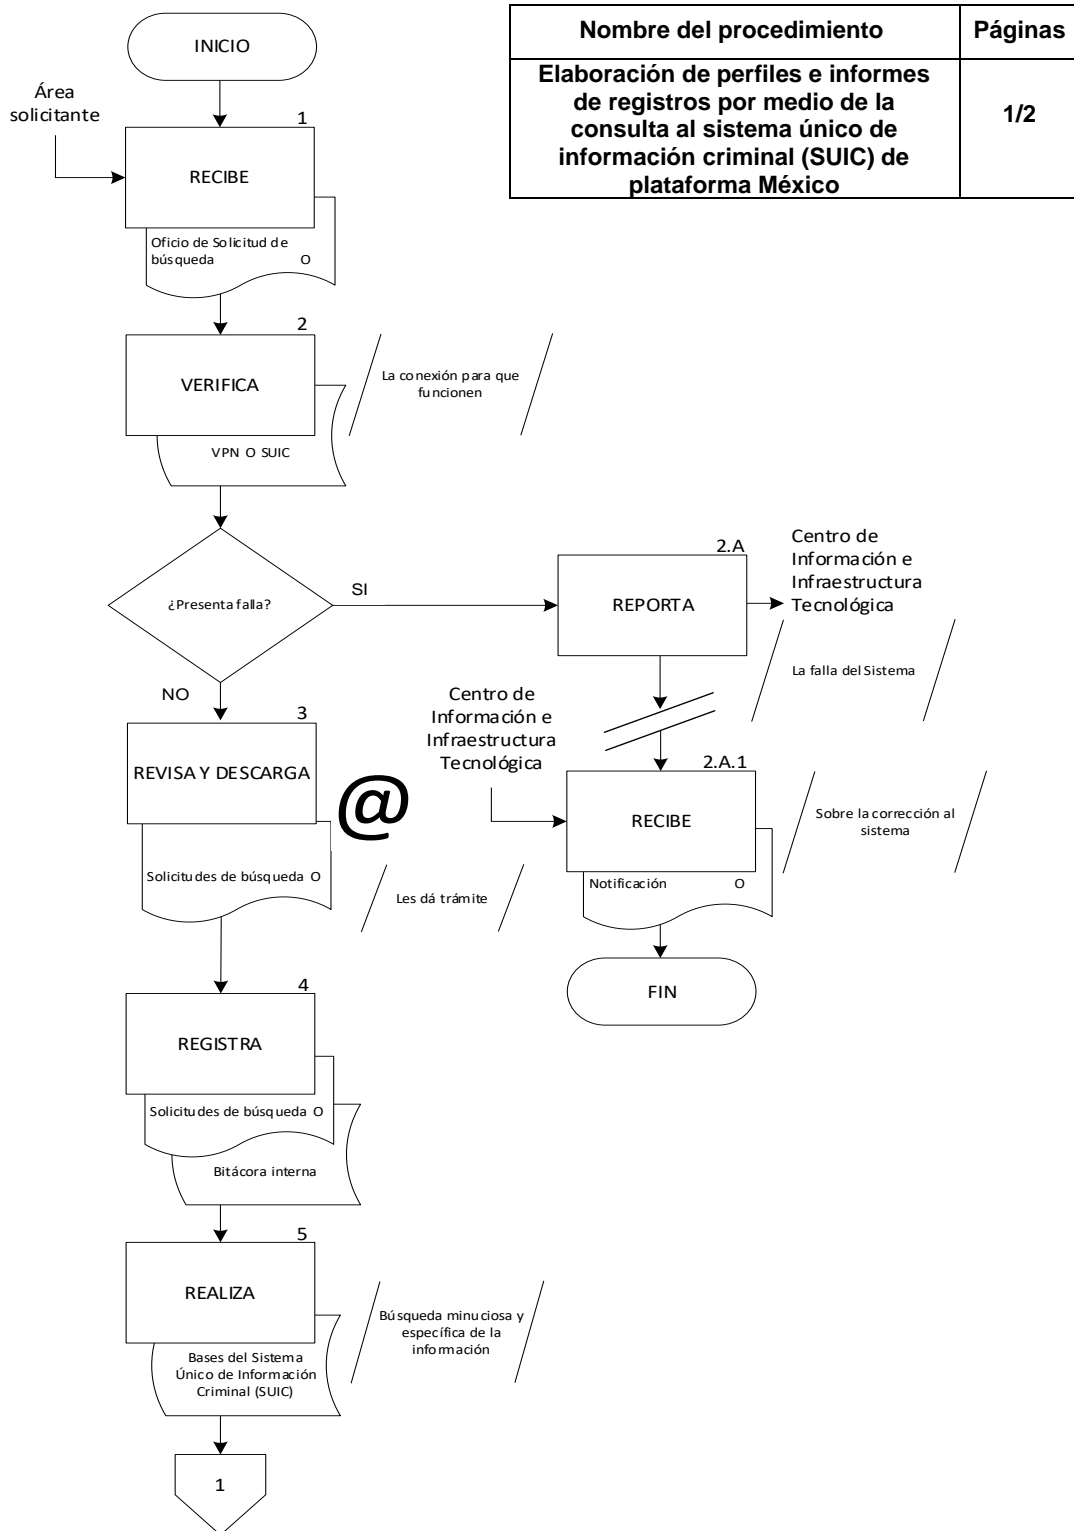 Nombre del procedimiento
Páginas
Elaboración de perfiles e informes
de registros por medio de la
consulta al sistema único de
información criminal (SUIC) de
plataforma México
1/2
INICIO
Área
solicitante
1
RECIBE
Oficio de Solicitud de
búsqueda O
2
VERIFICA
La conexión para que
funcionen
VPN O SUIC
¿Presenta falla?
SI
2.A
REPORTA
Centro de
Información e
Infraestructura
Tecnológica
La falla del Sistema
NO
3
REVISA Y DESCARGA
@
Solicitudes de búsqueda O
Les dá trámite
Centro de
Información e
Infraestructura
Tecnológica
2.A.1
RECIBE
Sobre la corrección al
sistema
Notificación O
FIN
4
REGISTRA
Solicitudes de búsqueda O
Bitácora interna
5
REALIZA
Búsqueda minuciosa y
específica de la
información
Bases del Sistema
Único de Información
Criminal (SUIC)
1